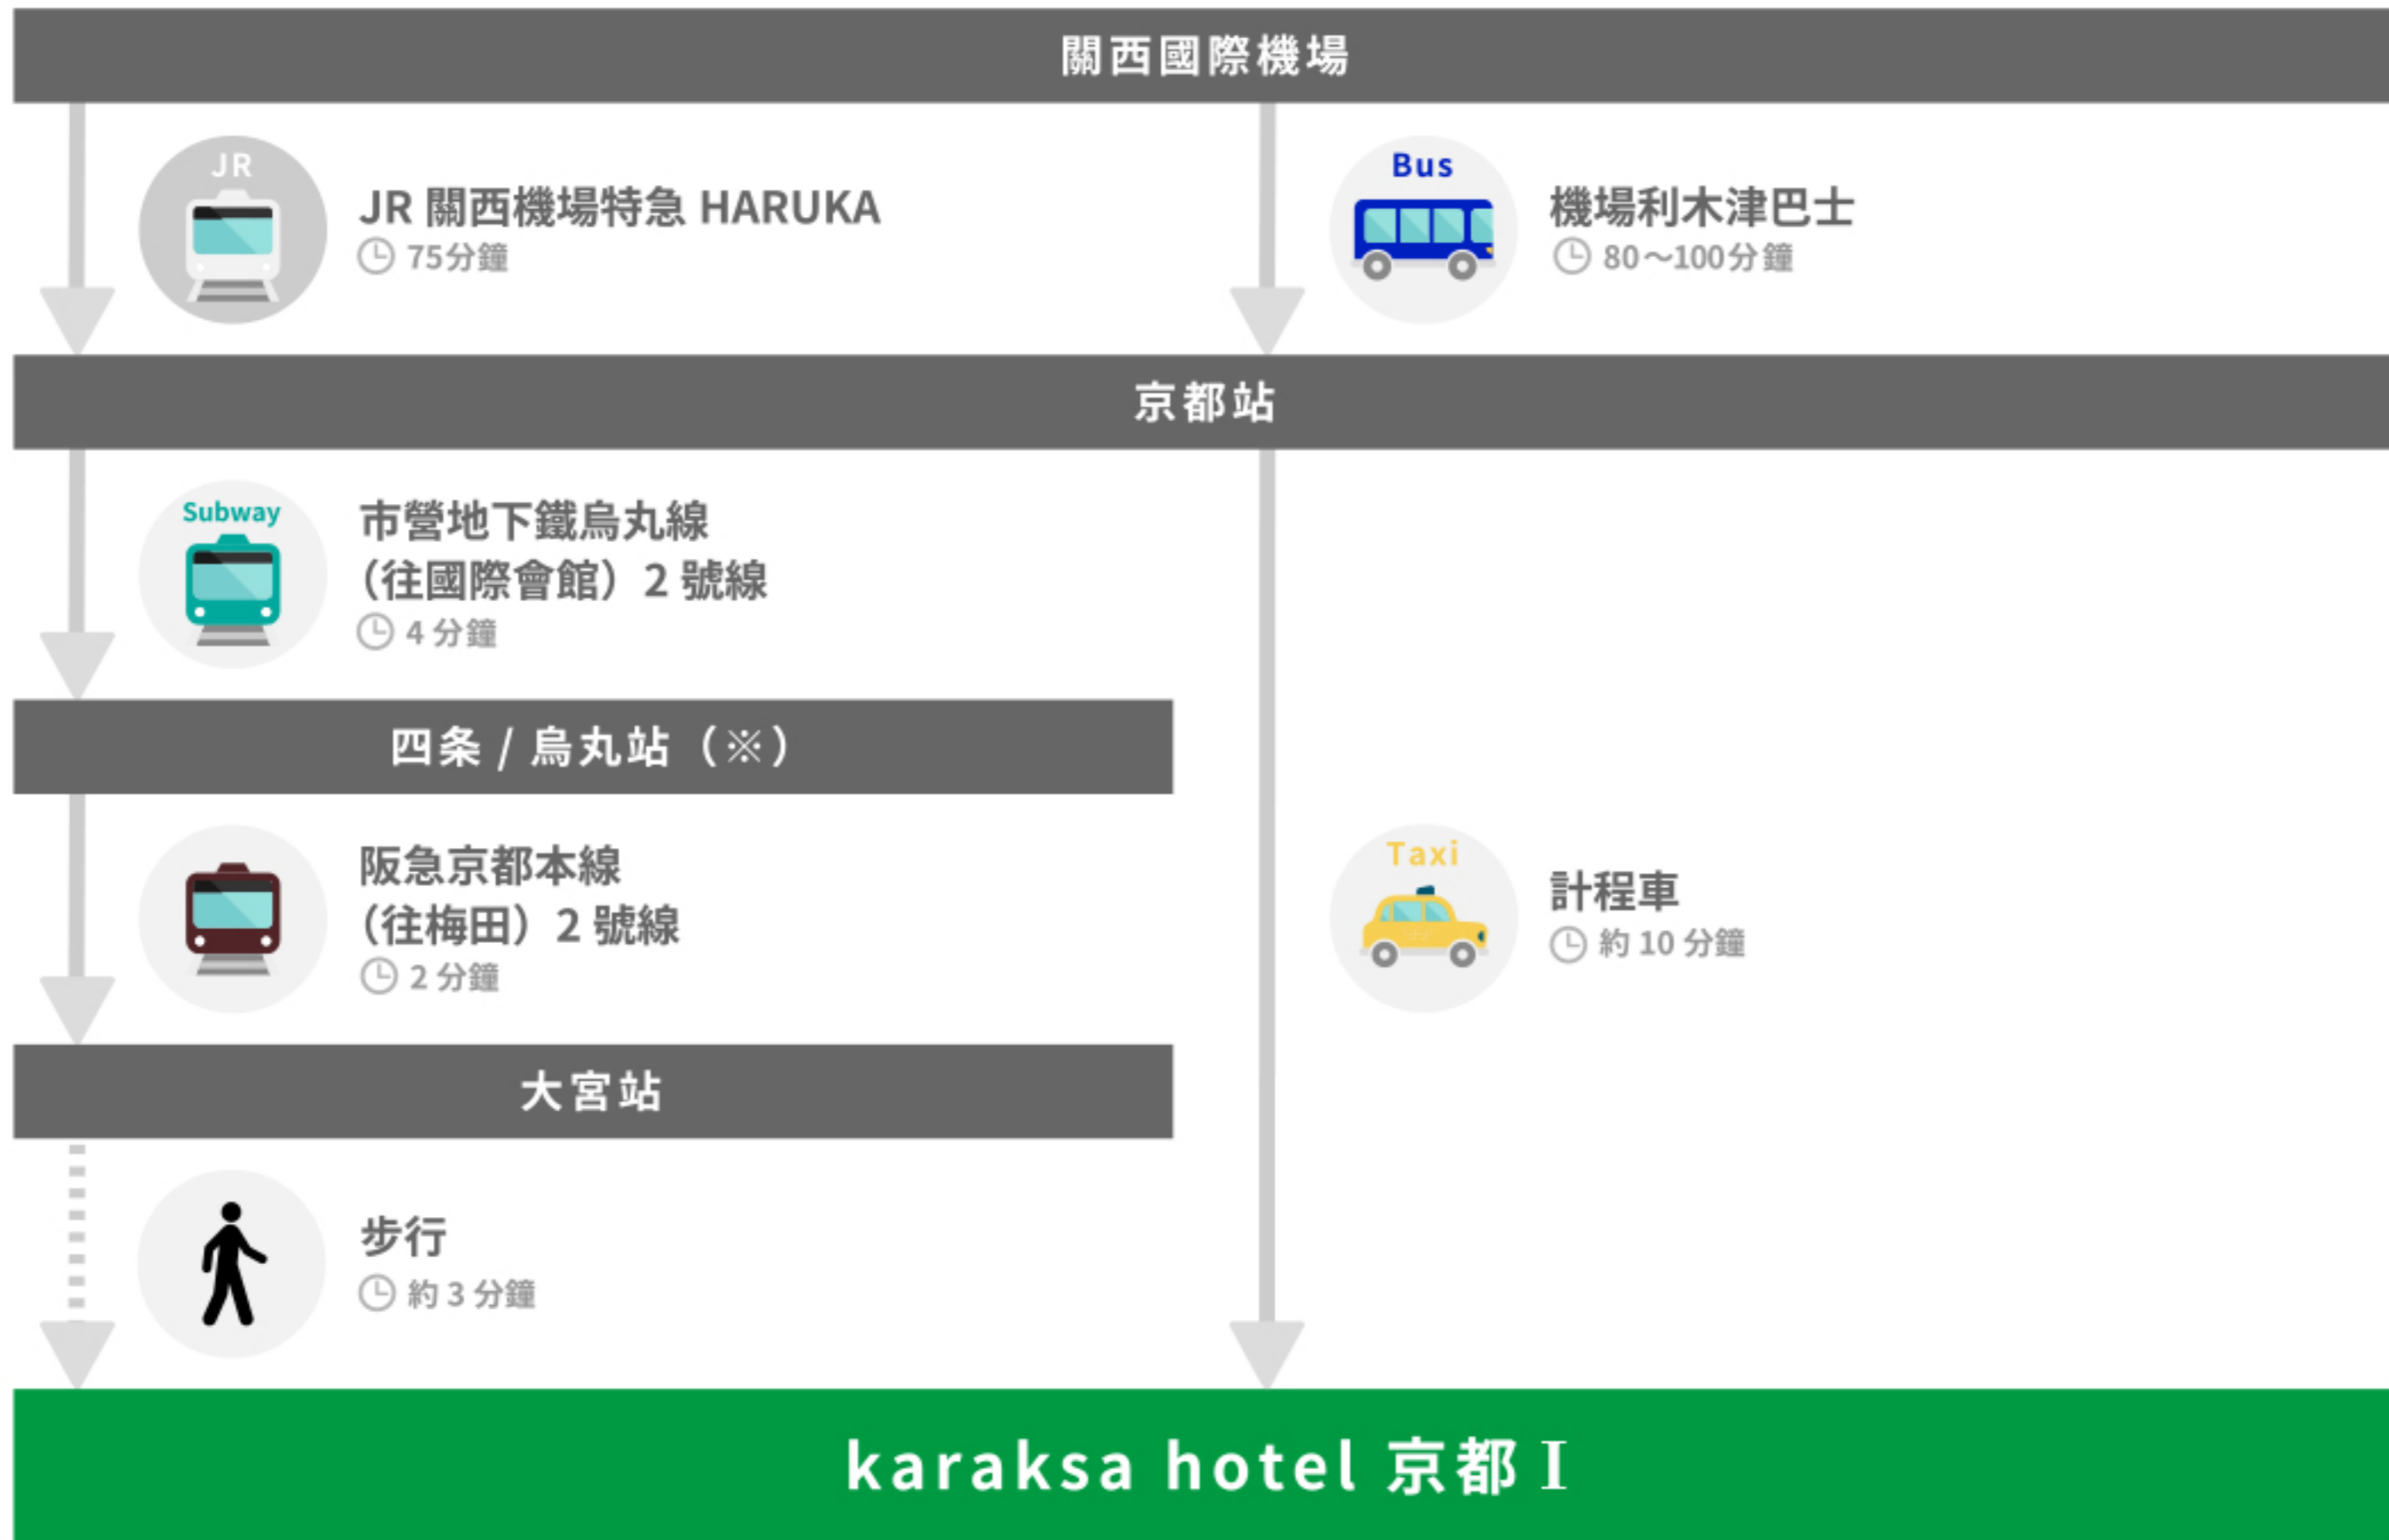 關西國際機場
JR
JR 關西機場特急 HARUKA
75分鐘
Bus
機場利木津巴士
80～100分鐘
京都站
Subway
市營地下鐵烏丸線
（往國際會館）2 號線
4 分鐘
四条 / 烏丸站（※）
阪急京都本線
（往梅田）2 號線
2 分鐘
Taxi
計程車
約 10 分鐘
大宮站
步行
約 3 分鐘
karaksa hotel 京都 I